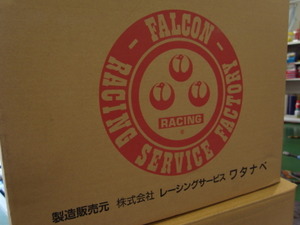 FALCON
RACING SERVICE FACTORY
RACING
製造販売元 株式会社 レーシングサービス ワタナベ